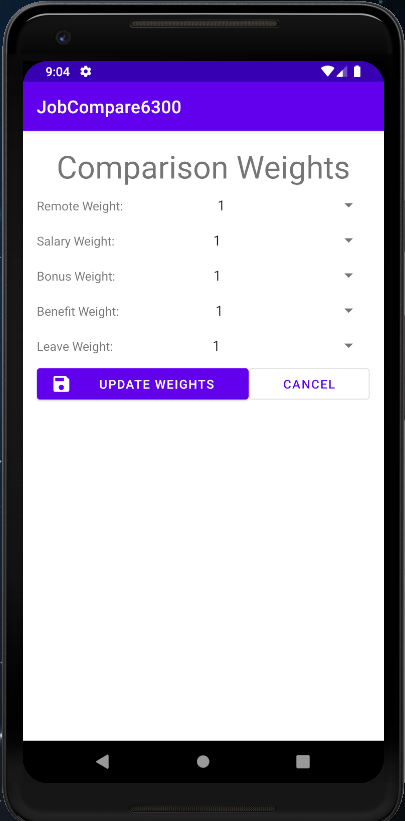 9:04
JobCompare6300
Comparison Weights
Remote Weight: 1
Salary Weight: 1
Bonus Weight: 1
Benefit Weight: 1
Leave Weight: 1
UPDATE WEIGHTS CANCEL